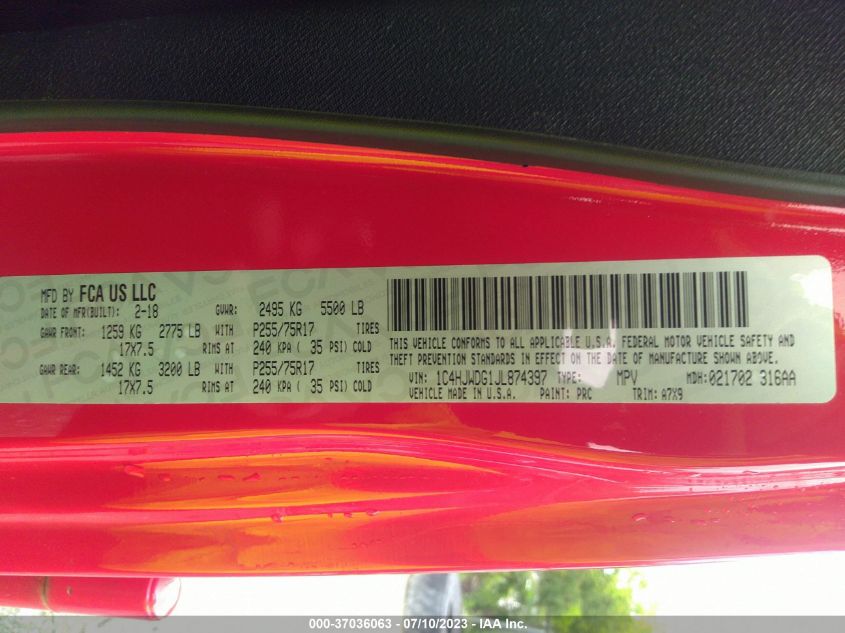 MFD BY FCA US LLC
DATE OF MFR(BUILT): 2-18 GVWR: 2495 KG 5500 LB
GAWR FRONT: 1259 KG 2775 LB WITH P255/75R17 TIRES
17X7.5 RIMS AT 240 KPA ( 35 PSI) COLD
GAWR REAR: 1452 KG 3200 LB WITH P255/75R17 TIRES
17X7.5 RIMS AT 240 KPA ( 35 PSI) COLD
THIS VEHICLE CONFORMS TO ALL APPLICABLE U.S.A. FEDERAL MOTOR VEHICLE SAFETY AND
THEFT PREVENTION STANDARDS IN EFFECT ON THE DATE OF MANUFACTURE SHOWN ABOVE.
VIN: 1C4HJWDG1JL874397 TYPE: MPV MDH:021702 316AA
VEHICLE MADE IN U.S.A. PAINT: PRC TRIM: A7X9
000-37036063 - 07/10/2023 - IAA Inc.